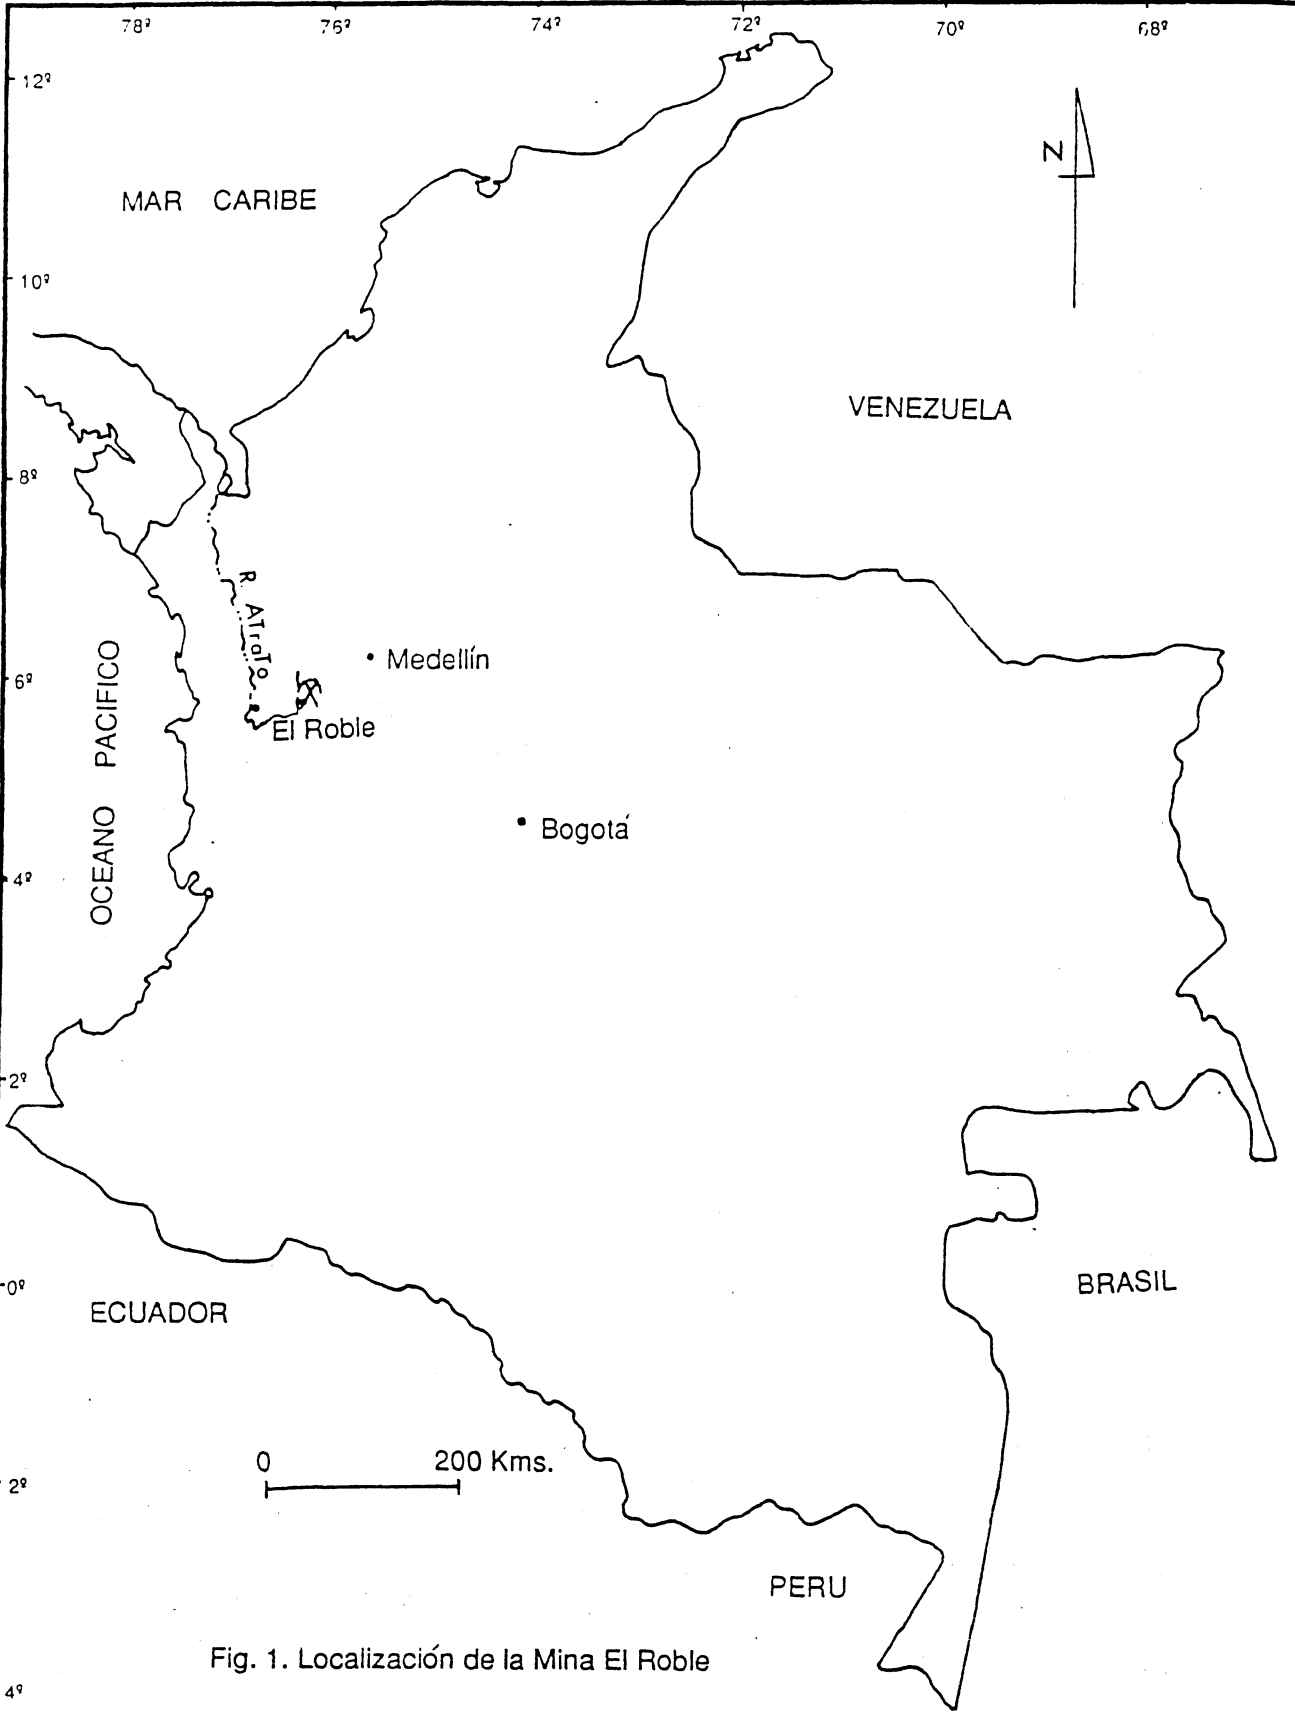 78º 76º 74º 72º 70º 68º
12º
N
MAR CARIBE
10º
VENEZUELA
8º
R. ATraTo
Medellín
6º
OCEANO PACIFICO
El Roble
Bogotá
4º
2º
0º
BRASIL
ECUADOR
0 200 Kms.
2º
PERU
Fig. 1. Localización de la Mina El Roble
4º